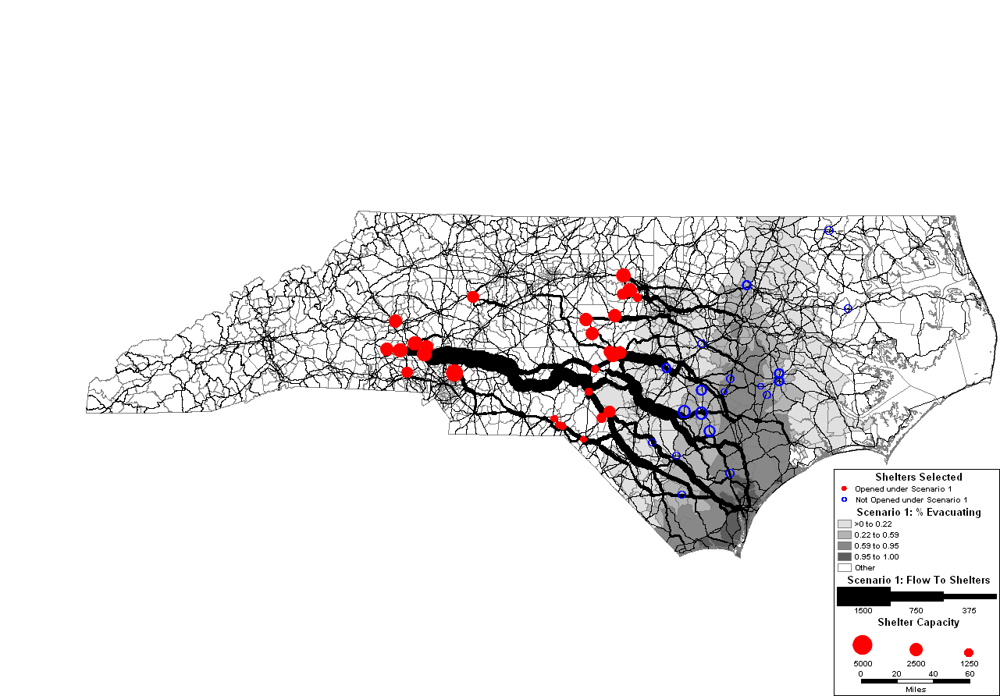 Shelters Selected
Opened under Scenario 1
Not Opened under Scenario 1
Scenario 1: % Evacuating
>0 to 0.22
0.22 to 0.59
0.59 to 0.95
0.95 to 1.00
Other
Scenario 1: Flow To Shelters
1500 750 375
Shelter Capacity
5000 2500 1250
0 20 40 60
Miles